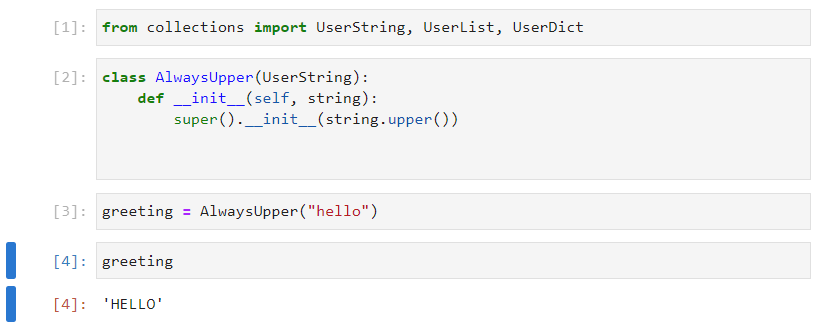 [1]: from collections import UserString, UserList, UserDict
[2]: class AlwaysUpper(UserString):
    def __init__(self, string):
        super().__init__(string.upper())
[3]: greeting = AlwaysUpper("hello")
[4]: greeting
[4]: 'HELLO'